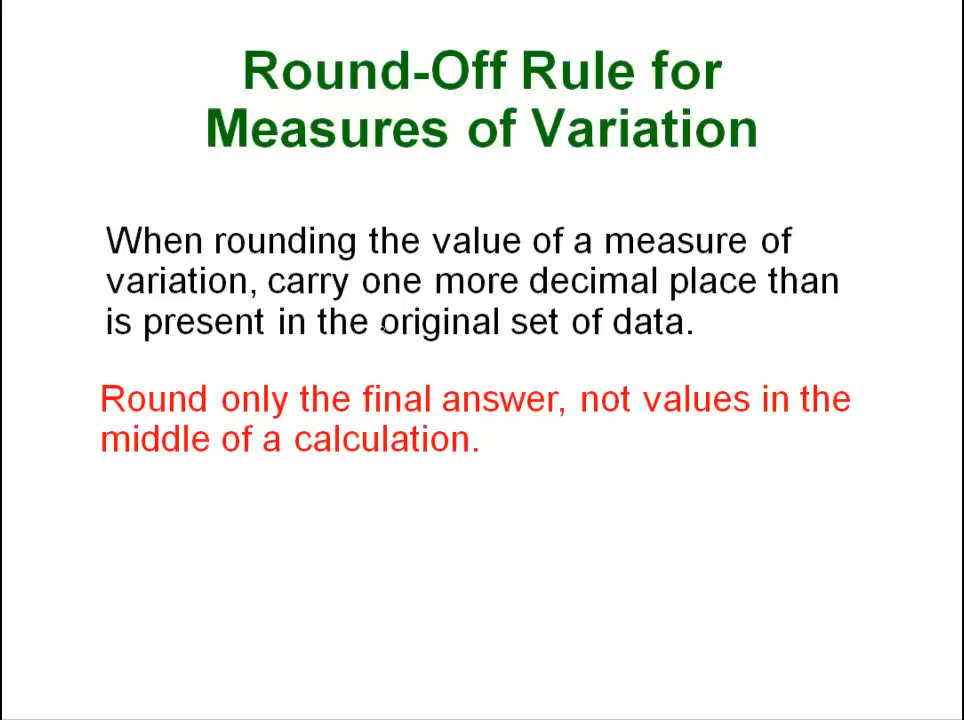 Round-Off Rule for
Measures of Variation
When rounding the value of a measure of
variation, carry one more decimal place than
is present in the original set of data.
Round only the final answer, not values in the
middle of a calculation.